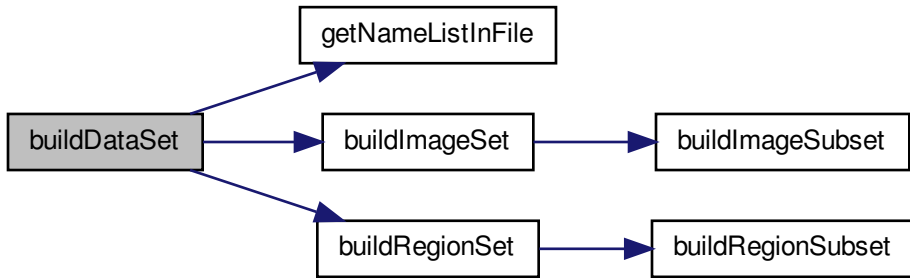 getNameListInFile
buildDataSet
buildImageSet
buildImageSubset
buildRegionSet
buildRegionSubset